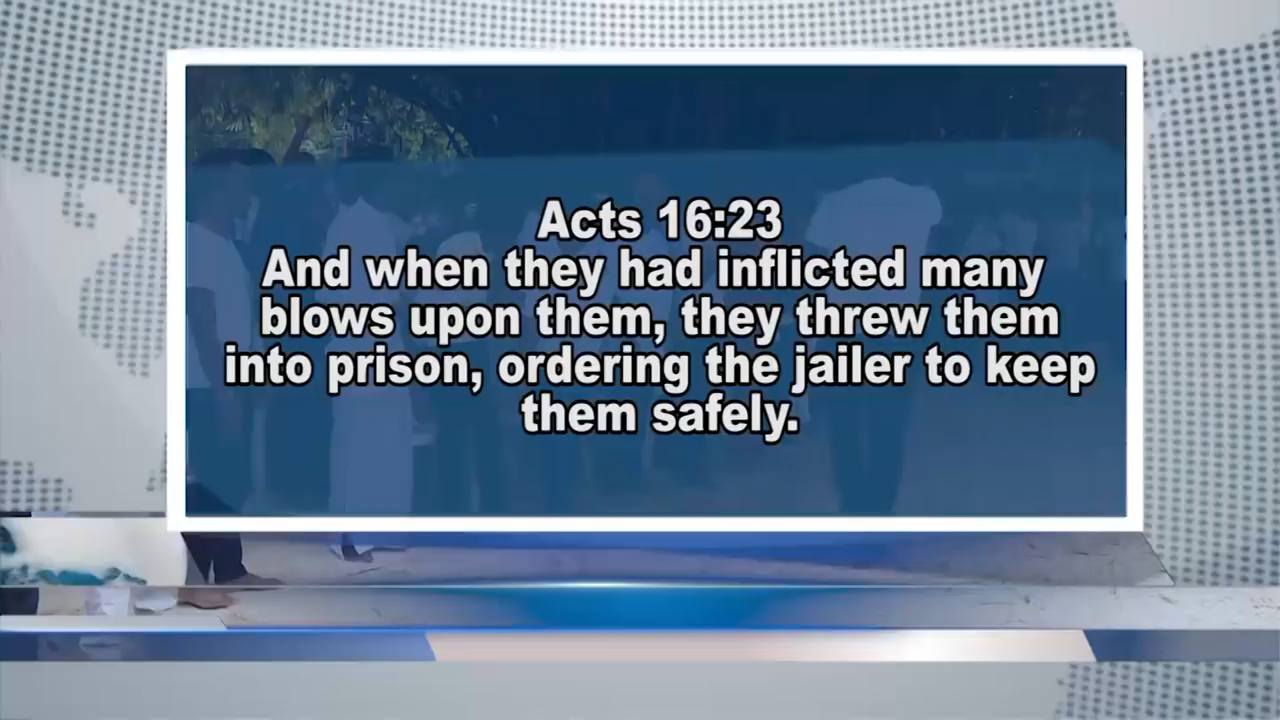 Acts 16:23
And when they had inflicted many
blows upon them, they threw them
into prison, ordering the jailer to keep
them safely.